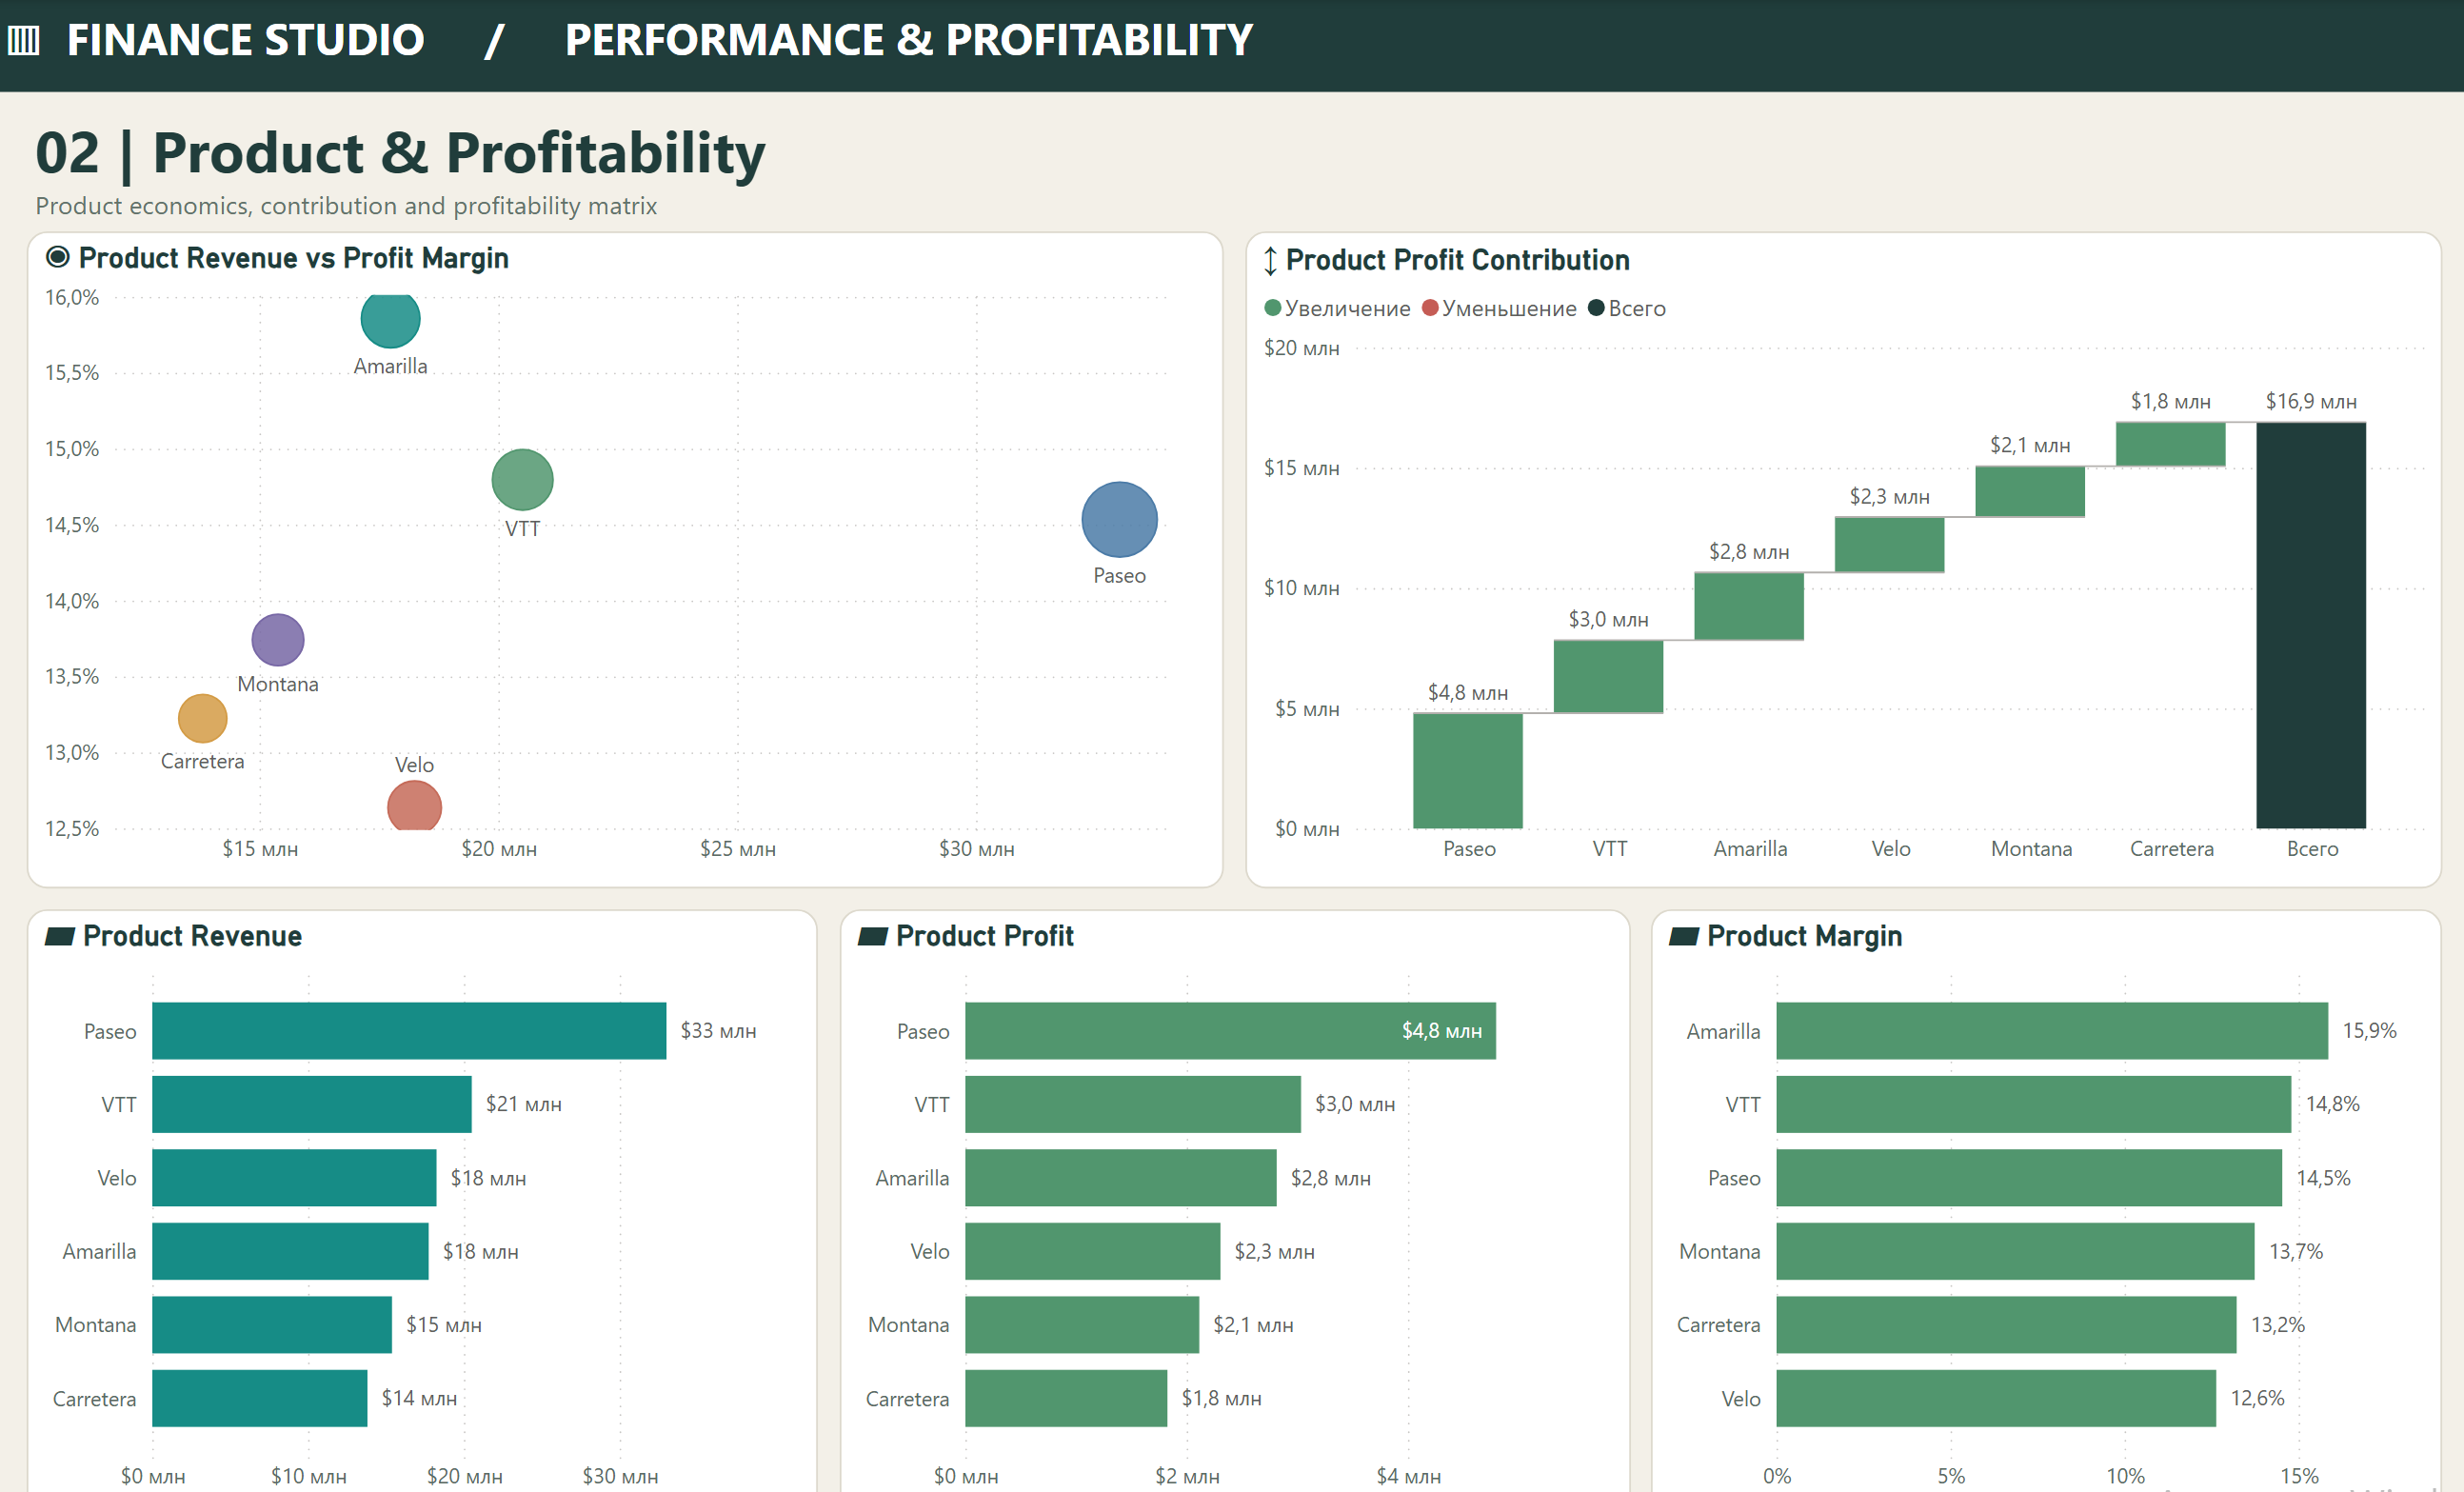 FINANCE STUDIO / PERFORMANCE & PROFITABILITY
02 | Product & Profitability
Product economics, contribution and profitability matrix
Product Revenue vs Profit Margin
16,0%
15,5%
15,0%
14,5%
14,0%
13,5%
13,0%
12,5%
Amarilla
VTT
Paseo
Montana
Carretera
Velo
$15 млн $20 млн $25 млн $30 млн
Product Profit Contribution
Увеличение Уменьшение Всего
$20 млн
$15 млн
$10 млн
$5 млн
$0 млн
$4,8 млн
$3,0 млн
$2,8 млн
$2,3 млн
$2,1 млн
$1,8 млн
$16,9 млн
Paseo VTT Amarilla Velo Montana Carretera Всего
Product Revenue
Paseo $33 млн
VTT $21 млн
Velo $18 млн
Amarilla $18 млн
Montana $15 млн
Carretera $14 млн
$0 млн $10 млн $20 млн $30 млн
Product Profit
Paseo $4,8 млн
VTT $3,0 млн
Amarilla $2,8 млн
Velo $2,3 млн
Montana $2,1 млн
Carretera $1,8 млн
$0 млн $2 млн $4 млн
Product Margin
Amarilla 15,9%
VTT 14,8%
Paseo 14,5%
Montana 13,7%
Carretera 13,2%
Velo 12,6%
0% 5% 10% 15%